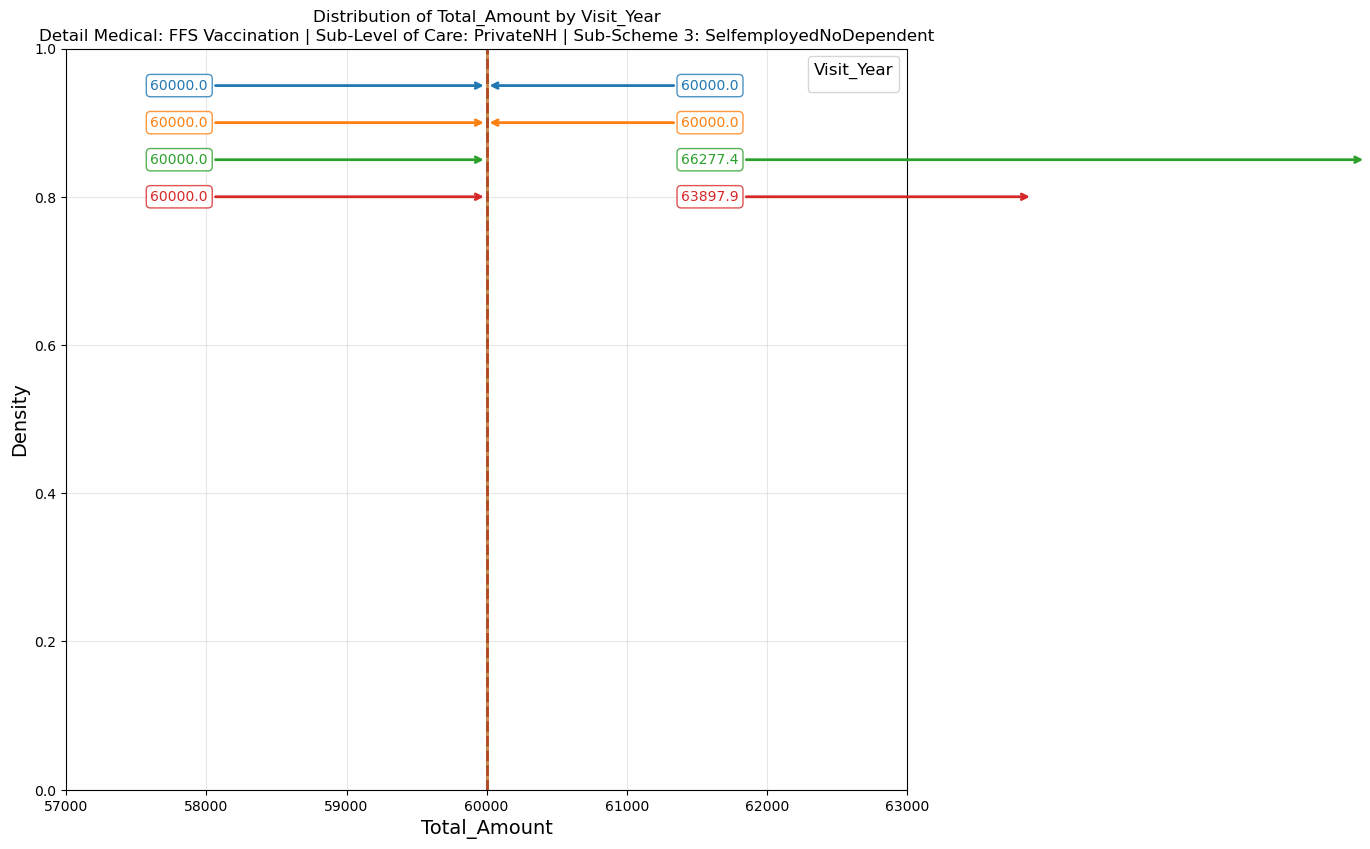 Distribution of Total_Amount by Visit_Year
Detail Medical: FFS Vaccination | Sub-Level of Care: PrivateNH | Sub-Scheme 3: SelfemployedNoDependent
Visit_Year
60000.0 60000.0
60000.0 60000.0
60000.0 66277.4
60000.0 63897.9
1.0
0.8
0.6
0.4
0.2
0.0
Density
57000 58000 59000 60000 61000 62000 63000
Total_Amount